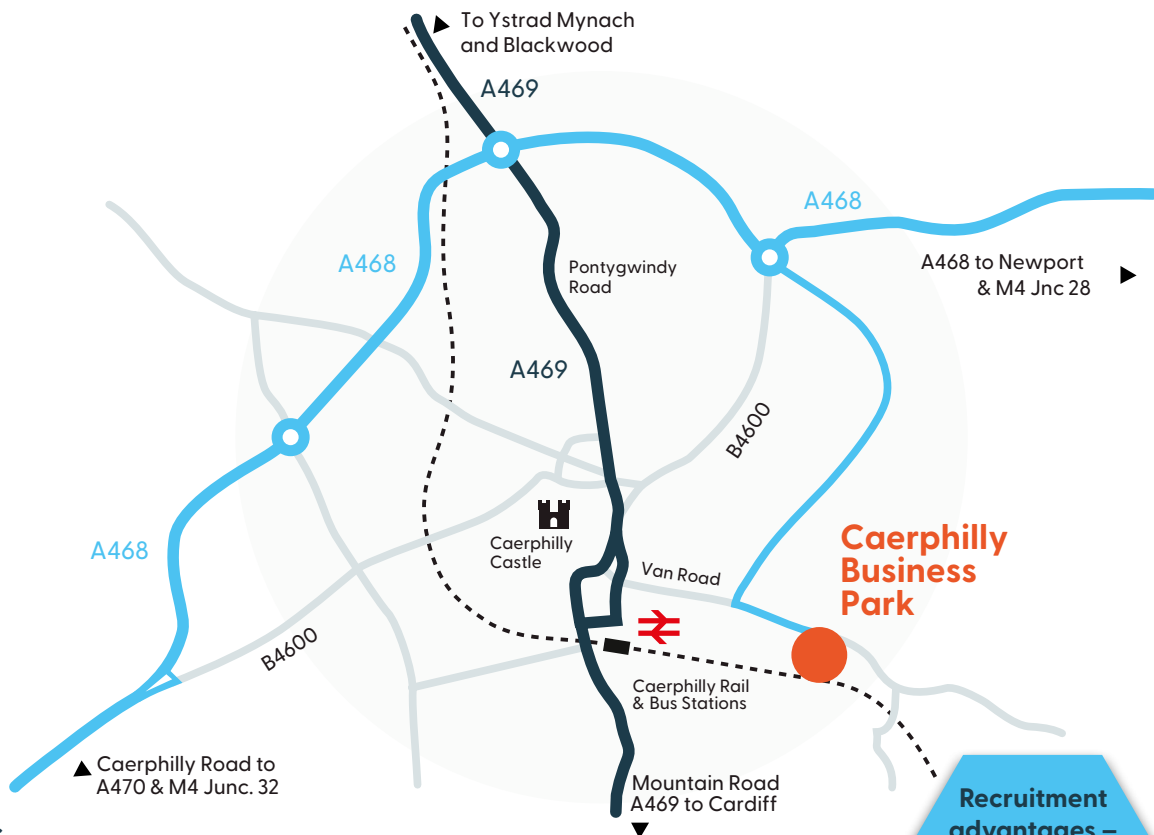 To Ystrad Mynach
and Blackwood
A469
A468
A468
A468 to Newport
& M4 Jnc 28
Pontygwindy
Road
A469
B4600
Caerphilly
Castle
Caerphilly
Business
Park
A468
Van Road
B4600
Caerphilly Rail
& Bus Stations
Caerphilly Road to
A470 & M4 Junc. 32
Mountain Road
A469 to Cardiff
Recruitment
advantages –